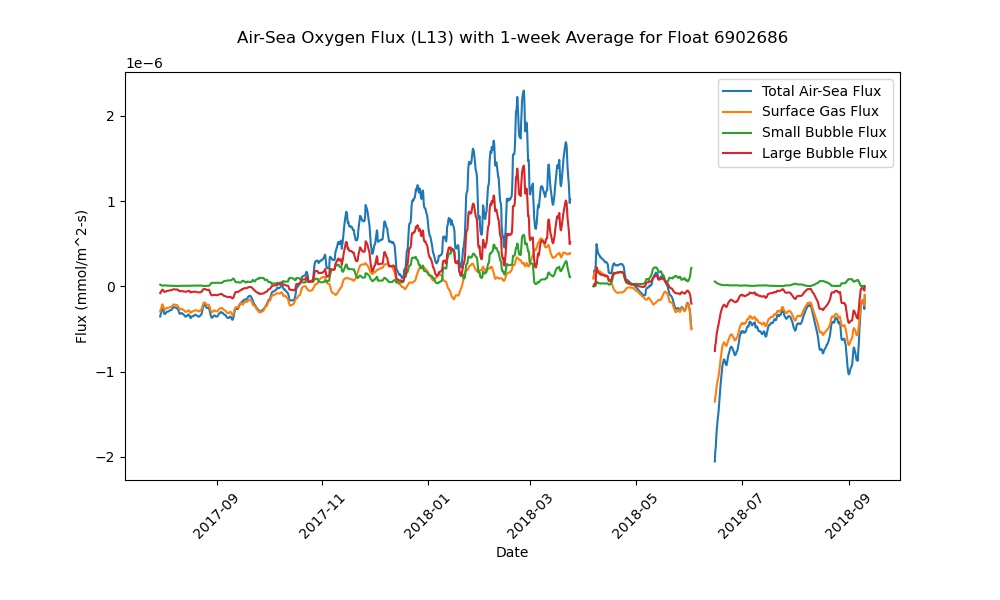 Air-Sea Oxygen Flux (L13) with 1-week Average for Float 6902686
1e−6
Total Air-Sea Flux
Surface Gas Flux
Small Bubble Flux
Large Bubble Flux
2
1
0
−1
−2
Flux (mmol/m^2-s)
2017-09
2017-11
2018-01
2018-03
2018-05
2018-07
2018-09
Date